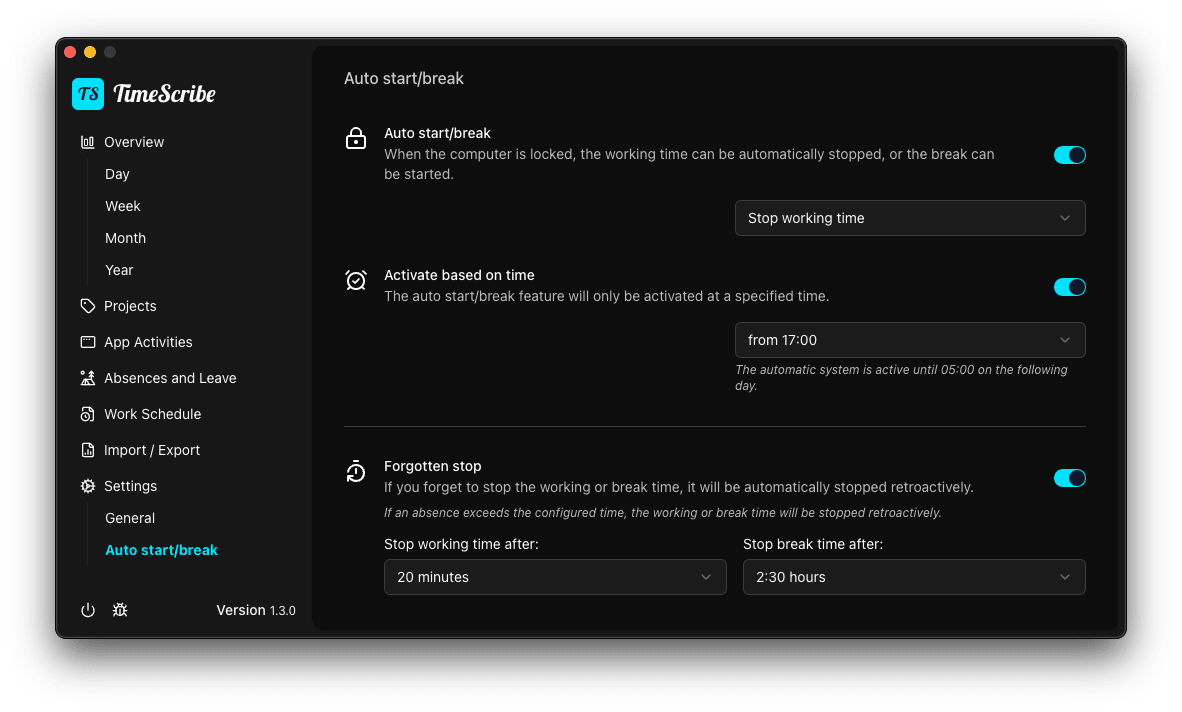 TS TimeScribe
Overview
Day
Week
Month
Year
Projects
App Activities
Absences and Leave
Work Schedule
Import / Export
Settings
General
Auto start/break
Version 1.3.0
Auto start/break
Auto start/break
When the computer is locked, the working time can be automatically stopped, or the break can
be started.
Stop working time
Activate based on time
The auto start/break feature will only be activated at a specified time.
from 17:00
The automatic system is active until 05:00 on the following
day.
Forgotten stop
If you forget to stop the working or break time, it will be automatically stopped retroactively.
If an absence exceeds the configured time, the working or break time will be stopped retroactively.
Stop working time after:
20 minutes
Stop break time after:
2:30 hours